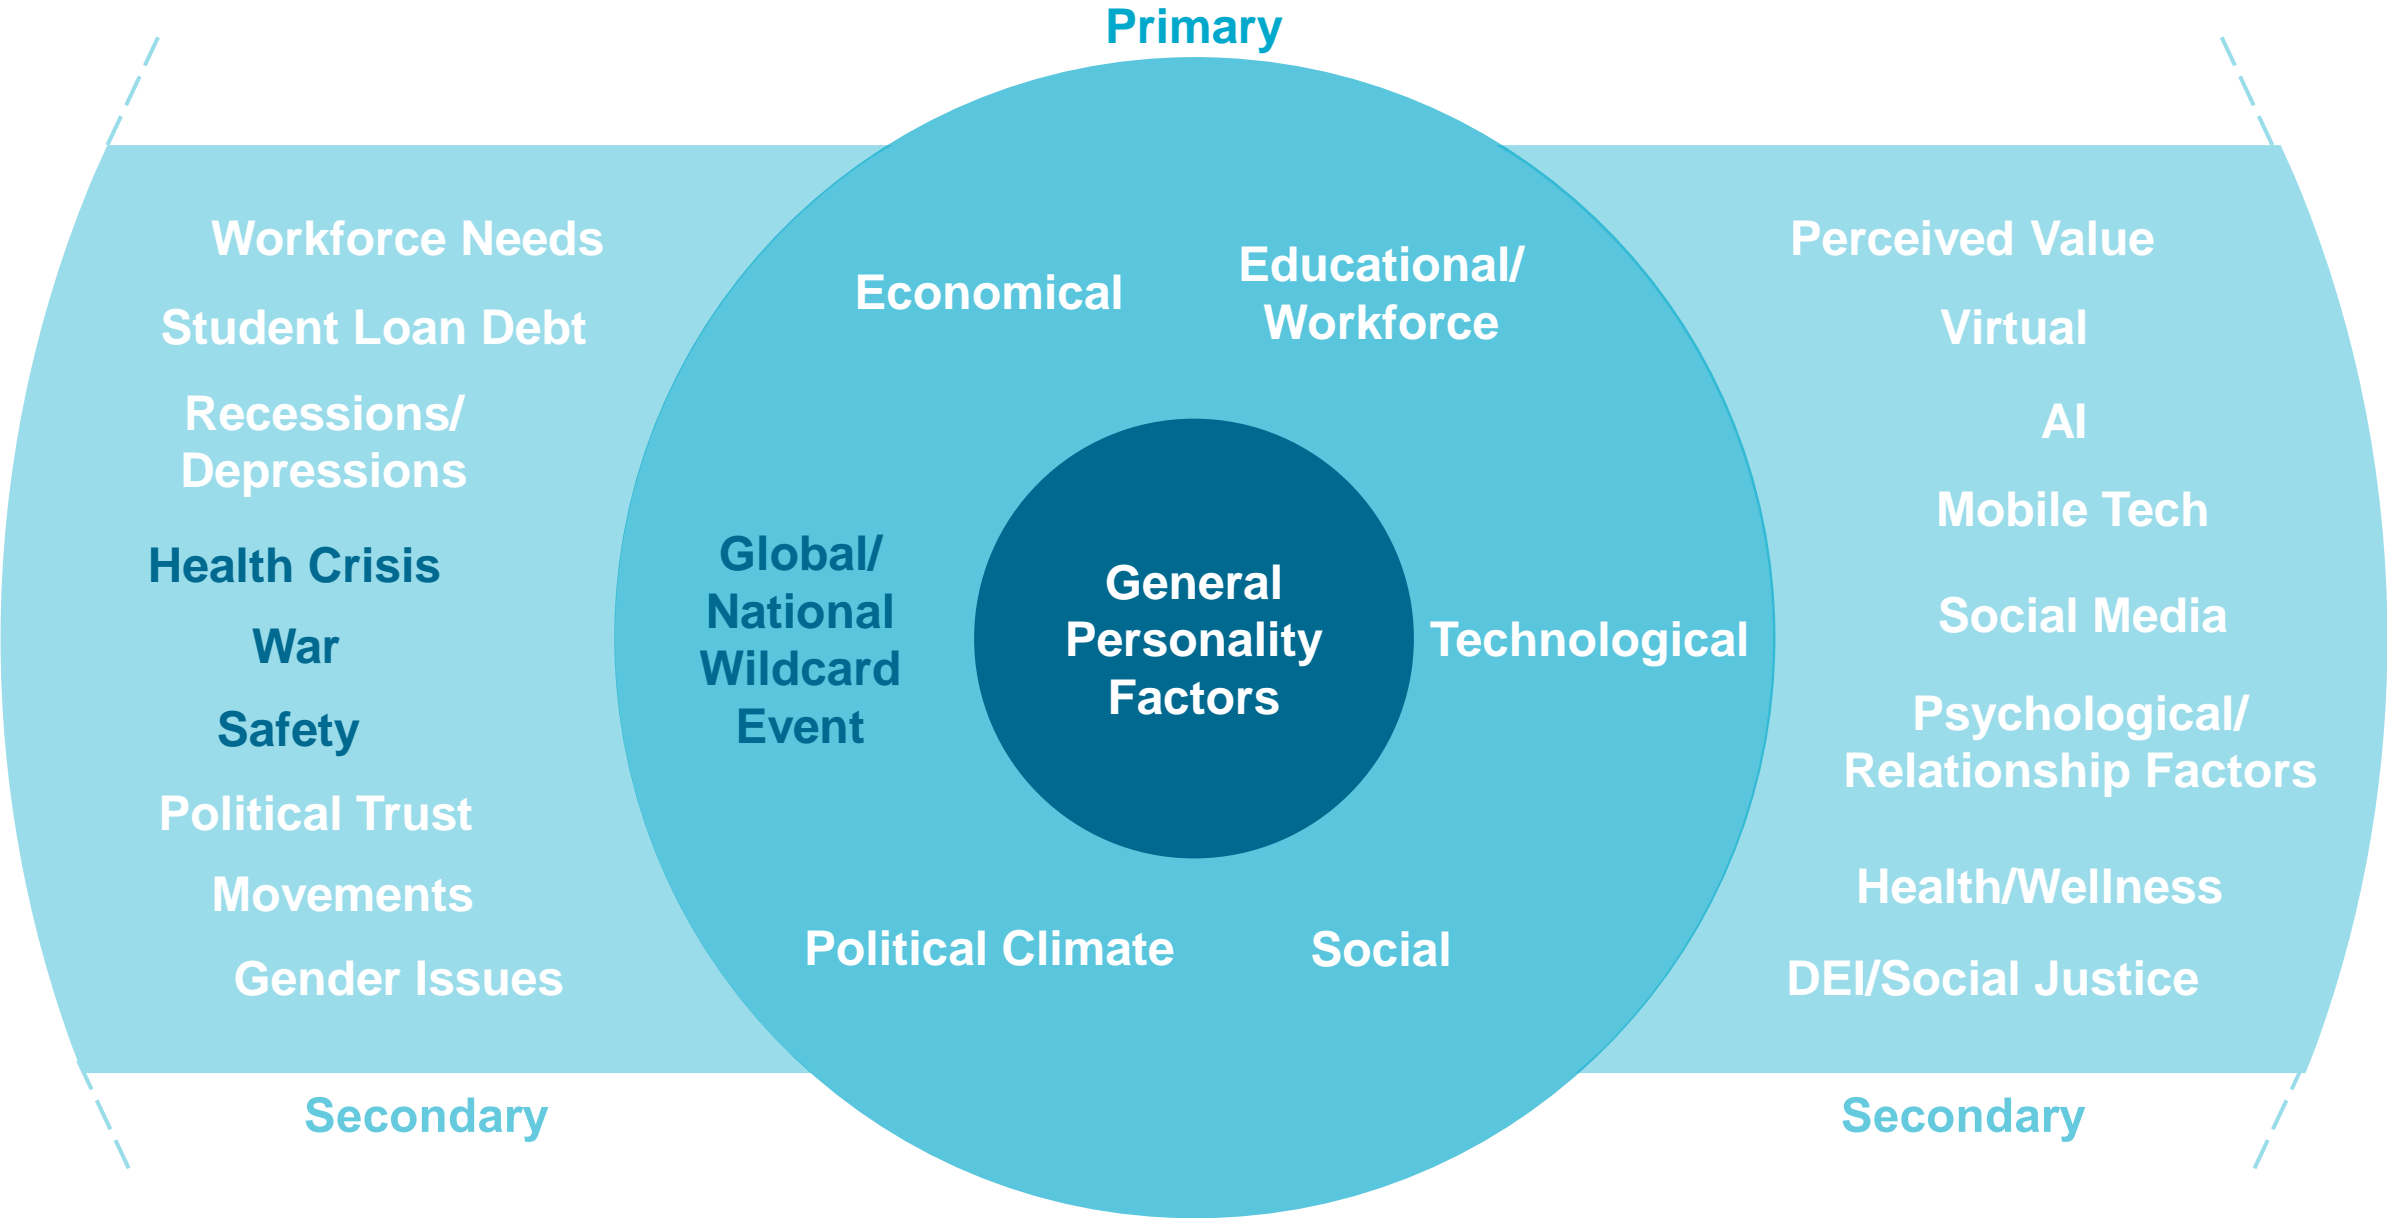 Primary
Workforce Needs
Student Loan Debt
Recessions/
Depressions
Health Crisis
War
Safety
Political Trust
Movements
Gender Issues
Secondary
Economical
Educational/
Workforce
Global/
National
Wildcard
Event
General
Personality
Factors
Technological
Political Climate
Social
Perceived Value
Virtual
AI
Mobile Tech
Social Media
Psychological/
Relationship Factors
Health/Wellness
DEI/Social Justice
Secondary